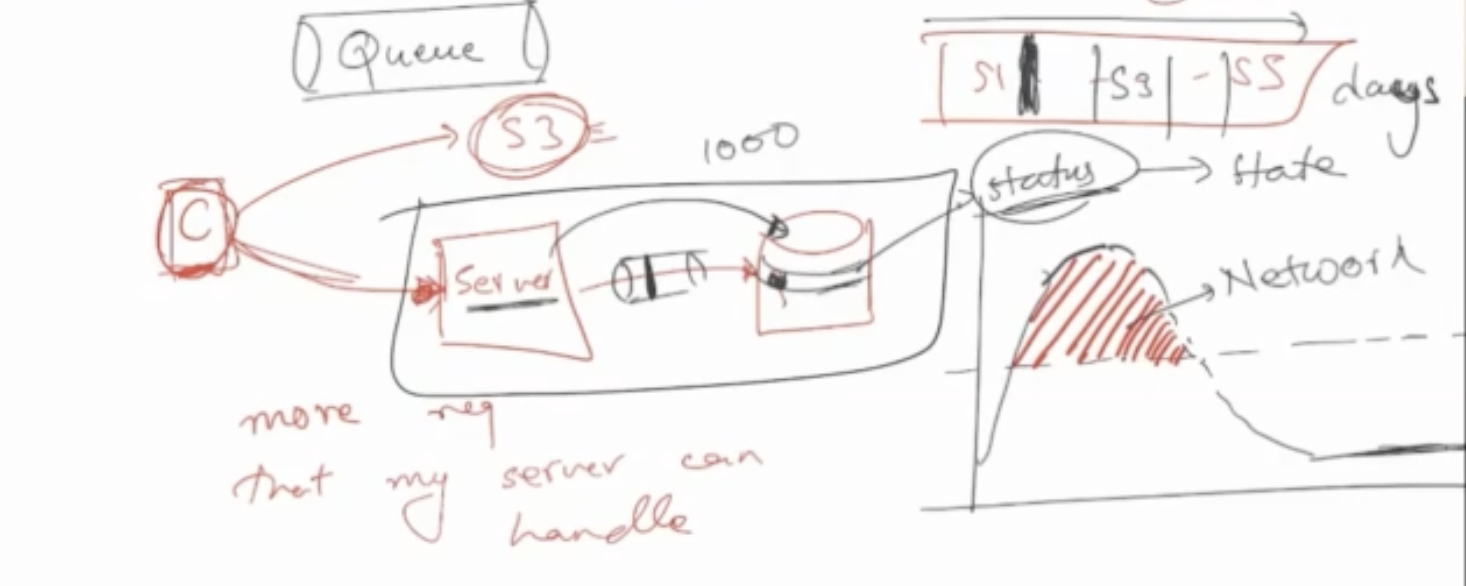 Queue
S1 S3 - S5
days
S3
1000
status
State
C
Server
Network
more req
that my server can
handle